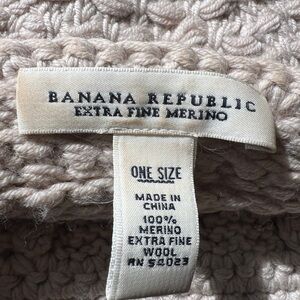 BANANA REPUBLIC
EXTRA FINE MERINO
ONE SIZE
MADE IN
CHINA
100%
MERINO
EXTRA FINE
WOOL
RN 54023